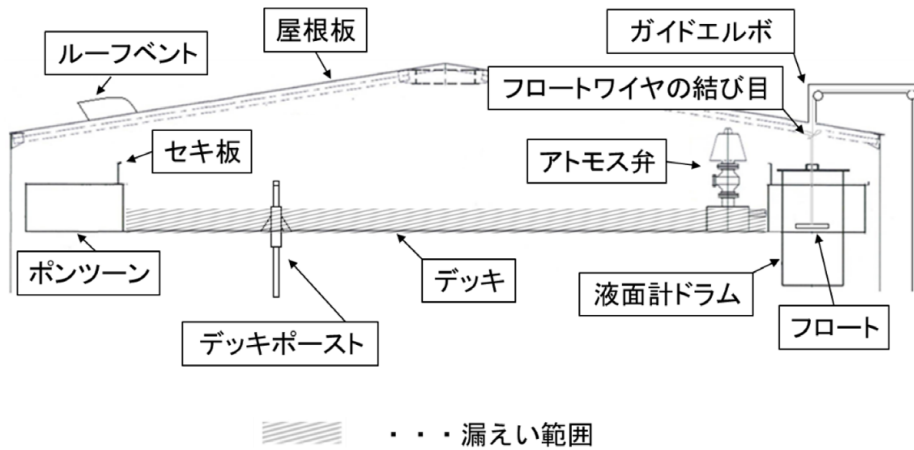 ルーフベント
屋根板
ガイドエルボ
フロートワイヤの結び目
セキ板
アトモス弁
ポンツーン
デッキ
液面計ドラム
フロート
デッキポースト
・・・漏えい範囲